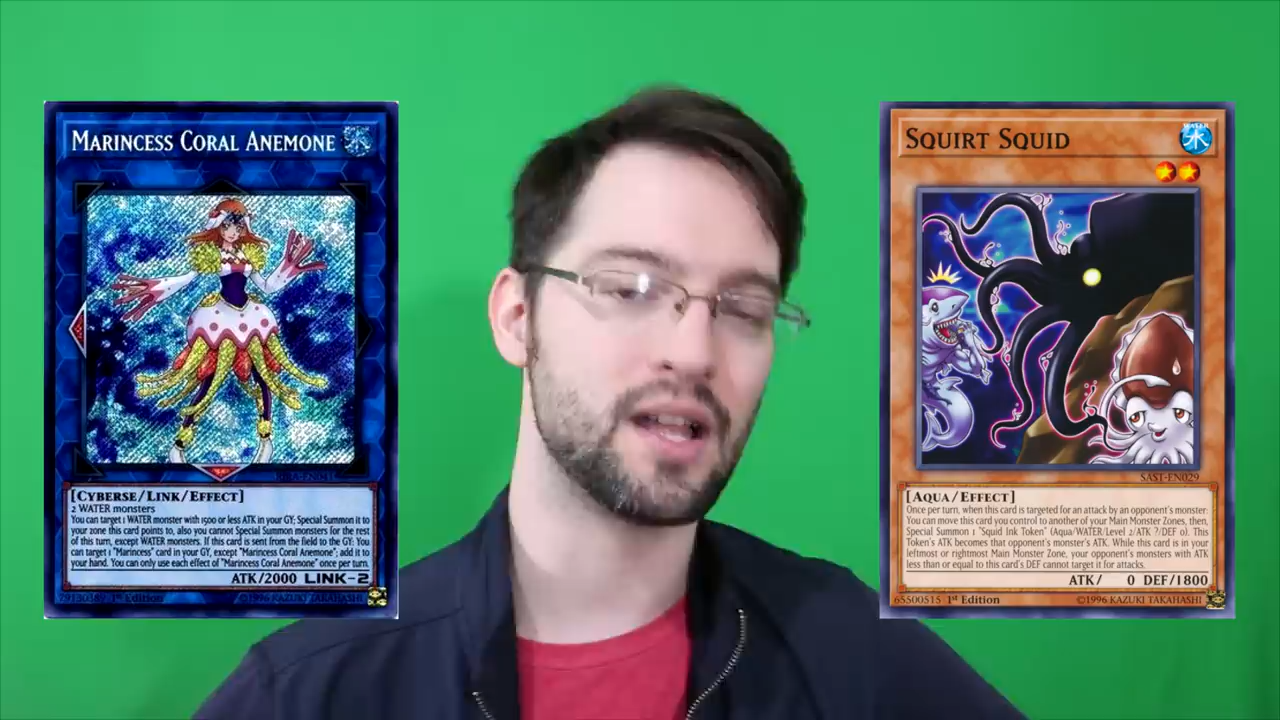 MARINCESS CORAL ANEMONE
[CYBERSE/LINK/EFFECT]
2 WATER monsters
You can target 1 WATER monster with 1500 or less ATK in your GY; Special Summon it to
your zone this card points to, also you cannot Special Summon monsters for the rest
of this turn, except WATER monsters. If this card is sent from the field to the GY: You
can target 1 "Marincess" card in your GY, except "Marincess Coral Anemone"; add it to
your hand. You can only use each effect of "Marincess Coral Anemone" once per turn.
ATK/2000 LINK-2
79130389 1st Edition ©1996 KAZUKI TAKAHASHI
SQUIRT SQUID
WATER
水
SAST-EN029
[AQUA/EFFECT]
Once per turn, when this card is targeted for an attack by an opponent's monster:
You can move this card you control to another of your Main Monster Zones, then,
Special Summon 1 "Squid Ink Token" (Aqua/WATER/Level 2/ATK ?/DEF 0). This
Token's ATK becomes that opponent's monster's ATK. While this card is in your
leftmost or rightmost Main Monster Zone, your opponent's monsters with ATK
less than or equal to this card's DEF cannot target it for attacks.
ATK/ 0 DEF/1800
65500515 1st Edition ©1996 KAZUKI TAKAHASHI